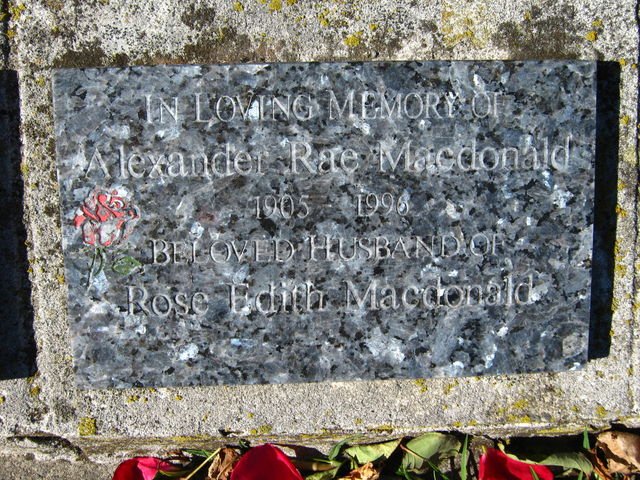 In Loving Memory of
Alexander Rae Macdonald
1905 1996
Beloved Husband of
Rose Edith Macdonald